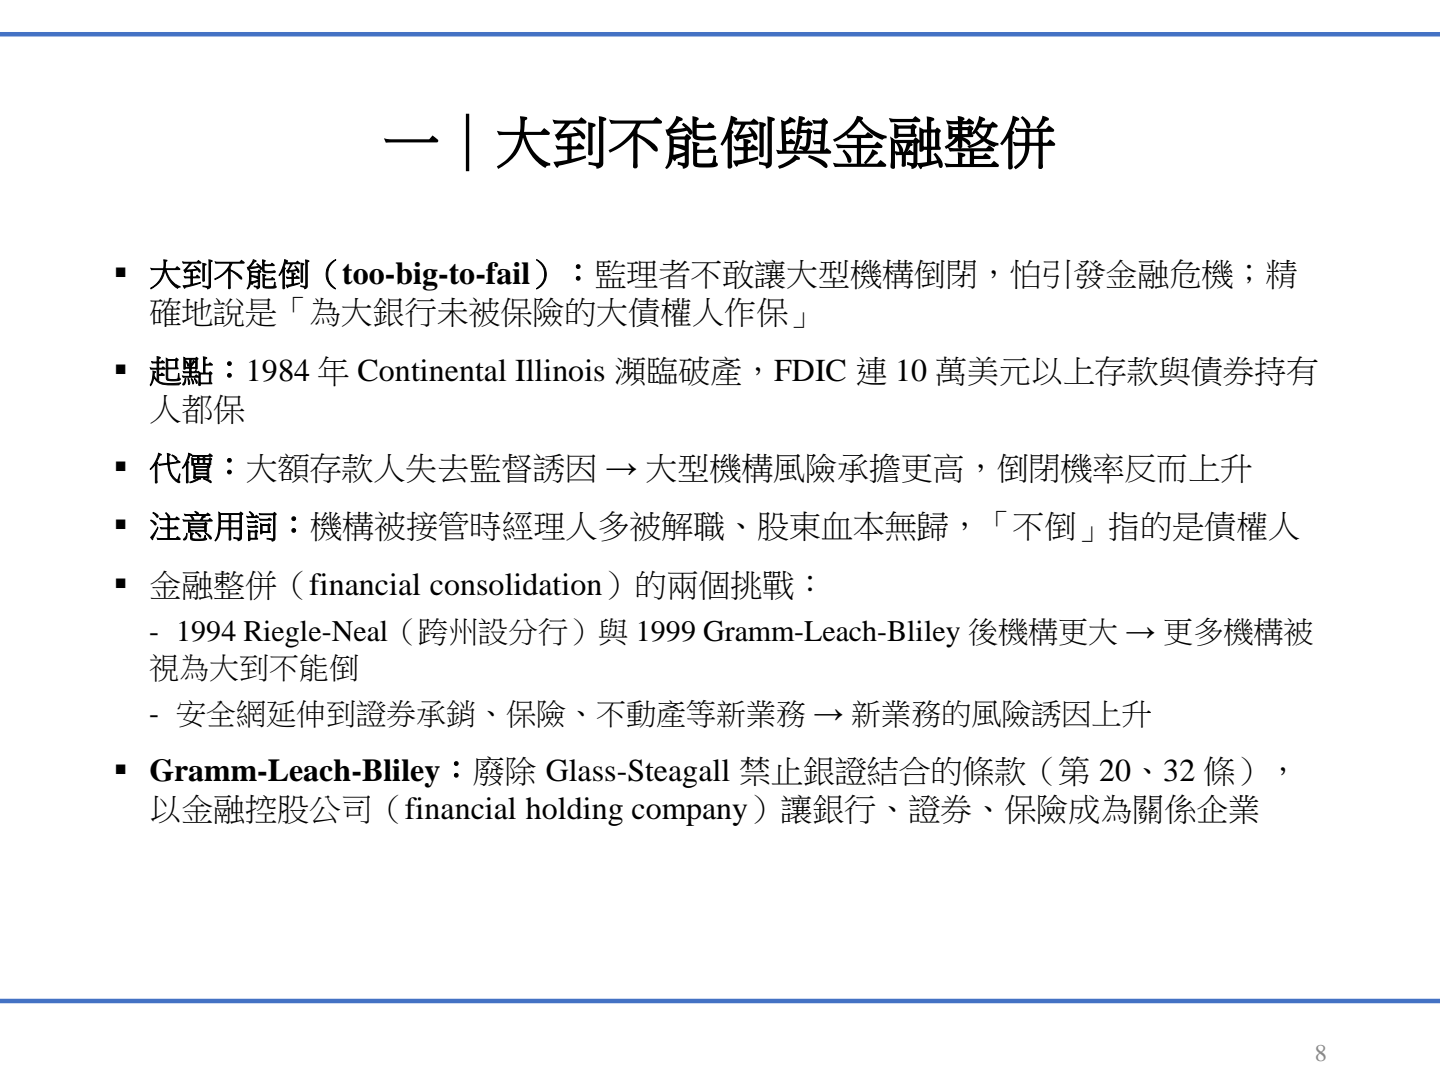 一｜大到不能倒與金融整併
▪ 大到不能倒（too-big-to-fail）：監理者不敢讓大型機構倒閉，怕引發金融危機；精
確地說是「為大銀行未被保險的大債權人作保」
▪ 起點：1984 年 Continental Illinois 瀕臨破產，FDIC 連 10 萬美元以上存款與債券持有
人都保
▪ 代價：大額存款人失去監督誘因 → 大型機構風險承擔更高，倒閉機率反而上升
▪ 注意用詞：機構被接管時經理人多被解職、股東血本無歸，「不倒」指的是債權人
▪ 金融整併（financial consolidation）的兩個挑戰：
- 1994 Riegle-Neal（跨州設分行）與 1999 Gramm-Leach-Bliley 後機構更大 → 更多機構被
視為大到不能倒
- 安全網延伸到證券承銷、保險、不動產等新業務 → 新業務的風險誘因上升
▪ Gramm-Leach-Bliley：廢除 Glass-Steagall 禁止銀證結合的條款（第 20、32 條），
以金融控股公司（financial holding company）讓銀行、證券、保險成為關係企業
8